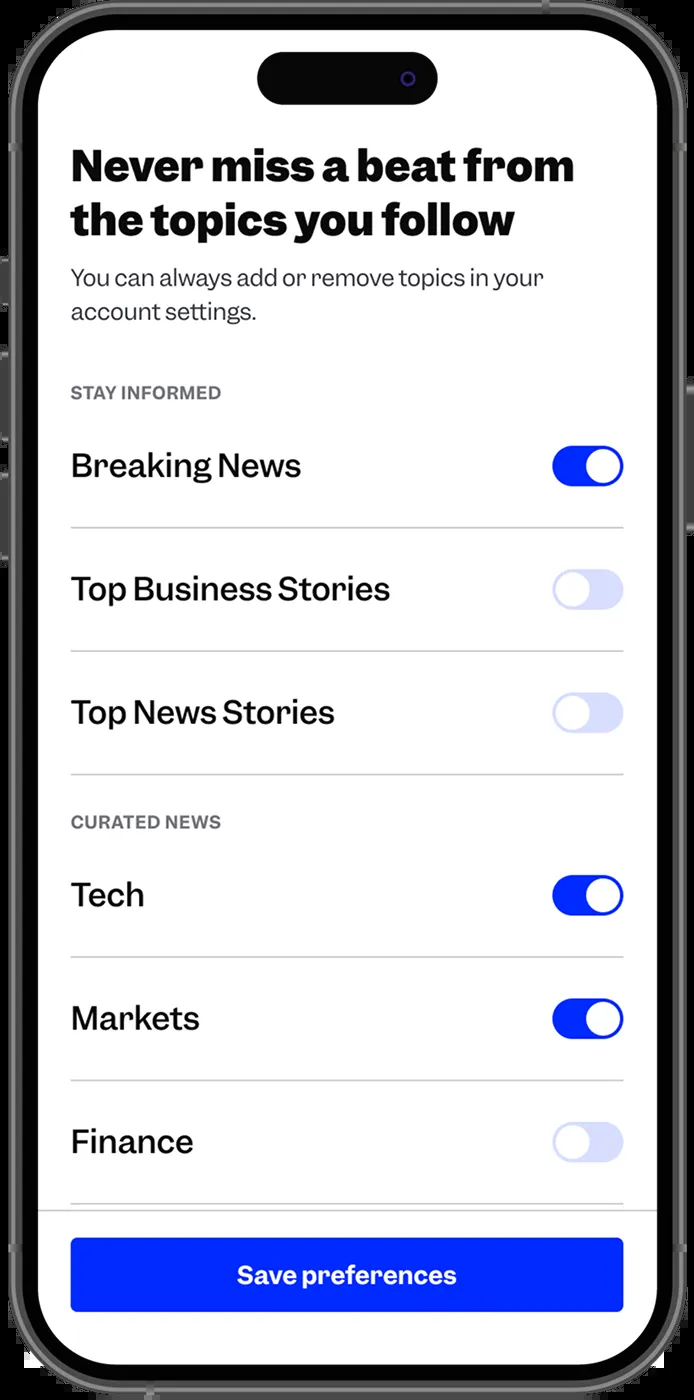 Never miss a beat from
the topics you follow
You can always add or remove topics in your
account settings.
STAY INFORMED
Breaking News
Top Business Stories
Top News Stories
CURATED NEWS
Tech
Markets
Finance
Save preferences